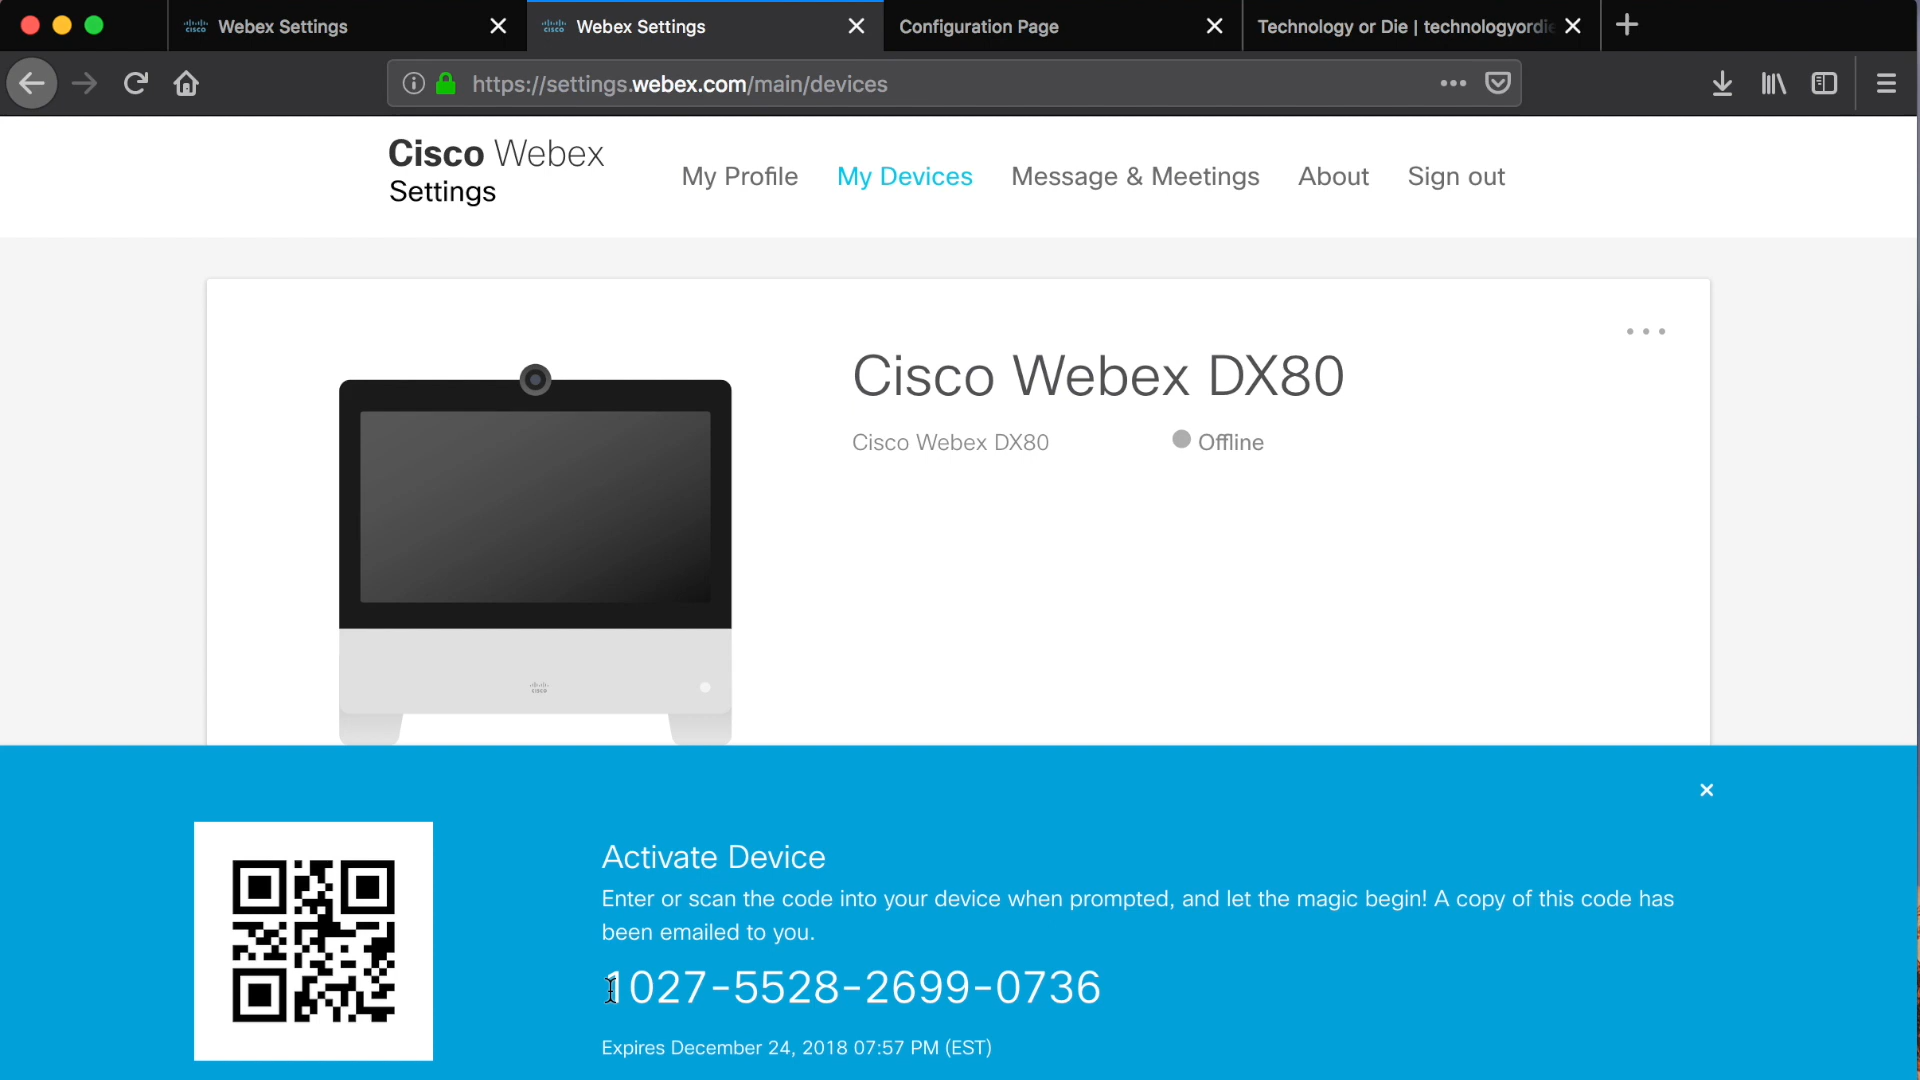 Webex Settings
Webex Settings
Configuration Page
Technology or Die | technologyordie
https://settings.webex.com/main/devices
Cisco Webex
Settings
My Profile
My Devices
Message & Meetings
About
Sign out
Cisco Webex DX80
Cisco Webex DX80
Offline
Activate Device
Enter or scan the code into your device when prompted, and let the magic begin! A copy of this code has
been emailed to you.
1027-5528-2699-0736
Expires December 24, 2018 07:57 PM (EST)